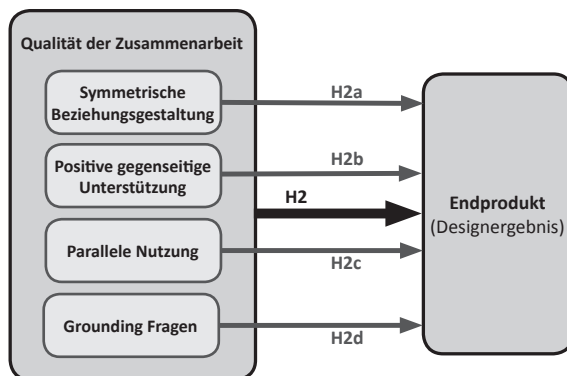 Qualität der Zusammenarbeit
Symmetrische
Beziehungsgestaltung
H2a
Positive gegenseitige
Unterstützung
H2b
H2
Endprodukt
(Designergebnis)
Parallele Nutzung
H2c
Grounding Fragen
H2d